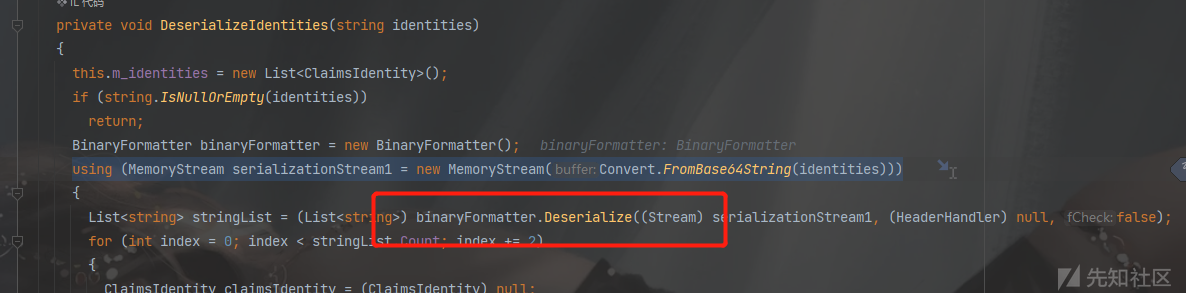 IL 代码
private void DeserializeIdentities(string identities)
{
this.m_identities = new List<ClaimsIdentity>();
if (string.IsNullOrEmpty(identities))
return;
BinaryFormatter binaryFormatter = new BinaryFormatter(); binaryFormatter: BinaryFormatter
using (MemoryStream serializationStream1 = new MemoryStream( buffer: Convert.FromBase64String(identities)))
{
List<string> stringList = (List<string>) binaryFormatter.Deserialize((Stream) serializationStream1, (HeaderHandler) null, fCheck: false);
for (int index = 0; index < stringList.Count; index += 2)
{
ClaimsIdentity claimsIdentity = (ClaimsIdentity) null;
先知社区